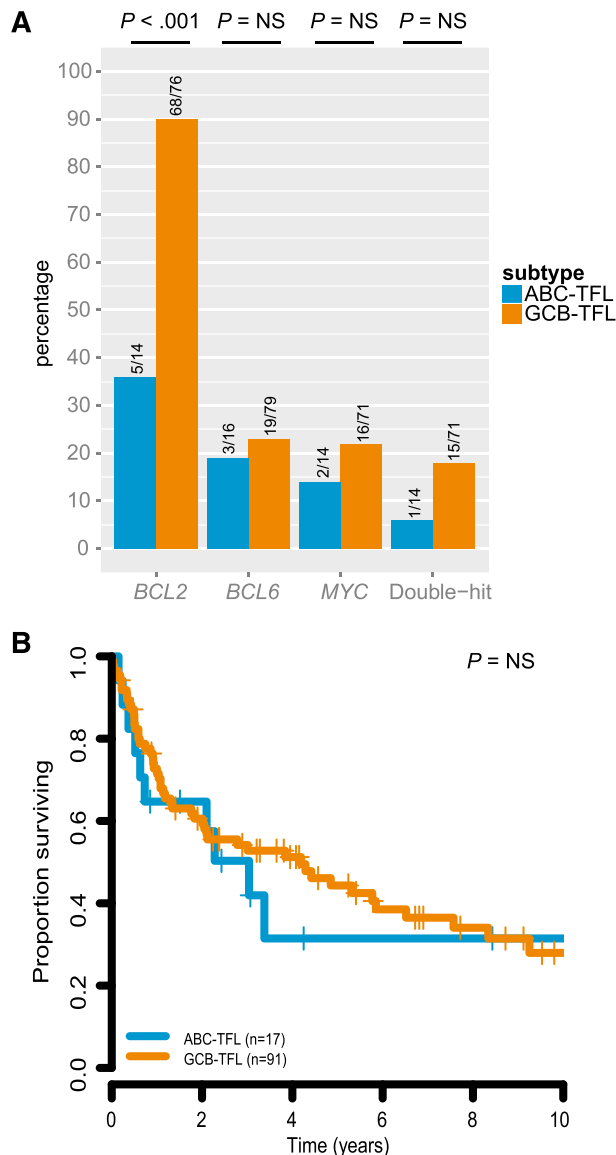 A
P < .001 P = NS P = NS P = NS
percentage
100
90
80
70
60
50
40
30
20
10
0
5/14 68/76 3/16 19/79 2/14 16/71 1/14 15/71
BCL2 BCL6 MYC Double−hit
subtype
ABC-TFL
GCB-TFL
B
P = NS
Proportion surviving
1.0
0.8
0.6
0.4
0.2
0.0
ABC-TFL (n=17)
GCB-TFL (n=91)
0 2 4 6 8 10
Time (years)